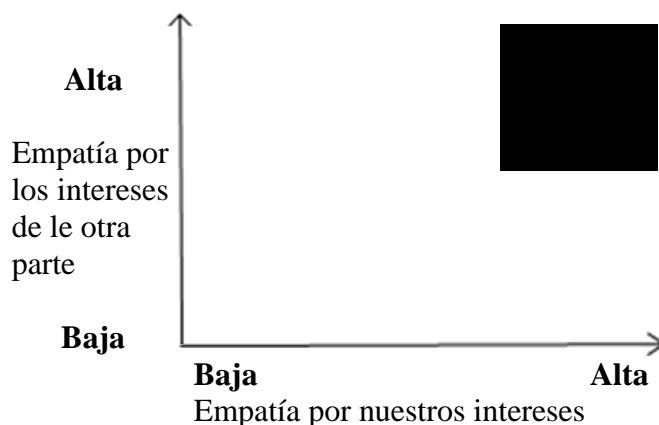 Alta
Empatía por
los intereses
de le otra
parte
Baja
Baja Alta
Empatía por nuestros intereses